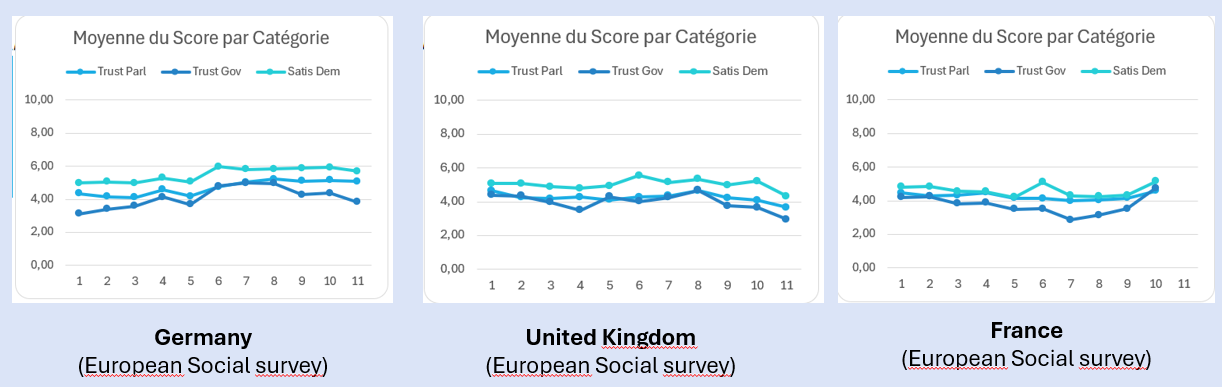 Moyenne du Score par Catégorie
Trust Parl Trust Gov Satis Dem
10,00
8,00
6,00
4,00
2,00
0,00
1 2 3 4 5 6 7 8 9 10 11
Germany
(European Social survey)
Moyenne du Score par Catégorie
Trust Parl Trust Gov Satis Dem
10,00
8,00
6,00
4,00
2,00
0,00
1 2 3 4 5 6 7 8 9 10 11
United Kingdom
(European Social survey)
Moyenne du Score par Catégorie
Trust Parl Trust Gov Satis Dem
10,00
8,00
6,00
4,00
2,00
0,00
1 2 3 4 5 6 7 8 9 10 11
France
(European Social survey)